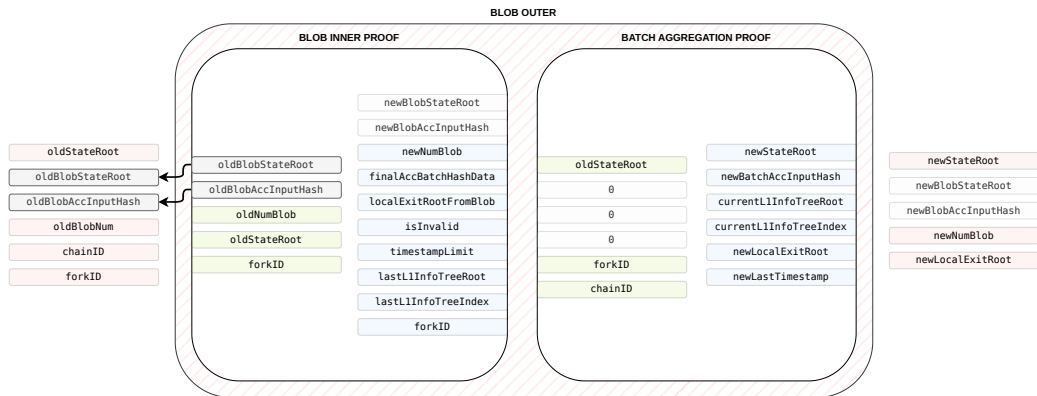 BLOB OUTER
BLOB INNER PROOF
BATCH AGGREGATION PROOF
oldStateRoot
oldBlobStateRoot
oldBlobAccInputHash
oldBlobNum
chainID
forkID
oldBlobStateRoot
oldBlobAccInputHash
oldNumBlob
oldStateRoot
forkID
newBlobStateRoot
newBlobAccInputHash
newNumBlob
finalAccBatchHashData
localExitRootFromBlob
isInvalid
timestampLimit
lastL1InfoTreeRoot
lastL1InfoTreeIndex
forkID
oldStateRoot
0
0
0
forkID
chainID
newStateRoot
newBatchAccInputHash
currentL1InfoTreeRoot
currentL1InfoTreeIndex
newLocalExitRoot
newLastTimestamp
newStateRoot
newBlobStateRoot
newBlobAccInputHash
newNumBlob
newLocalExitRoot